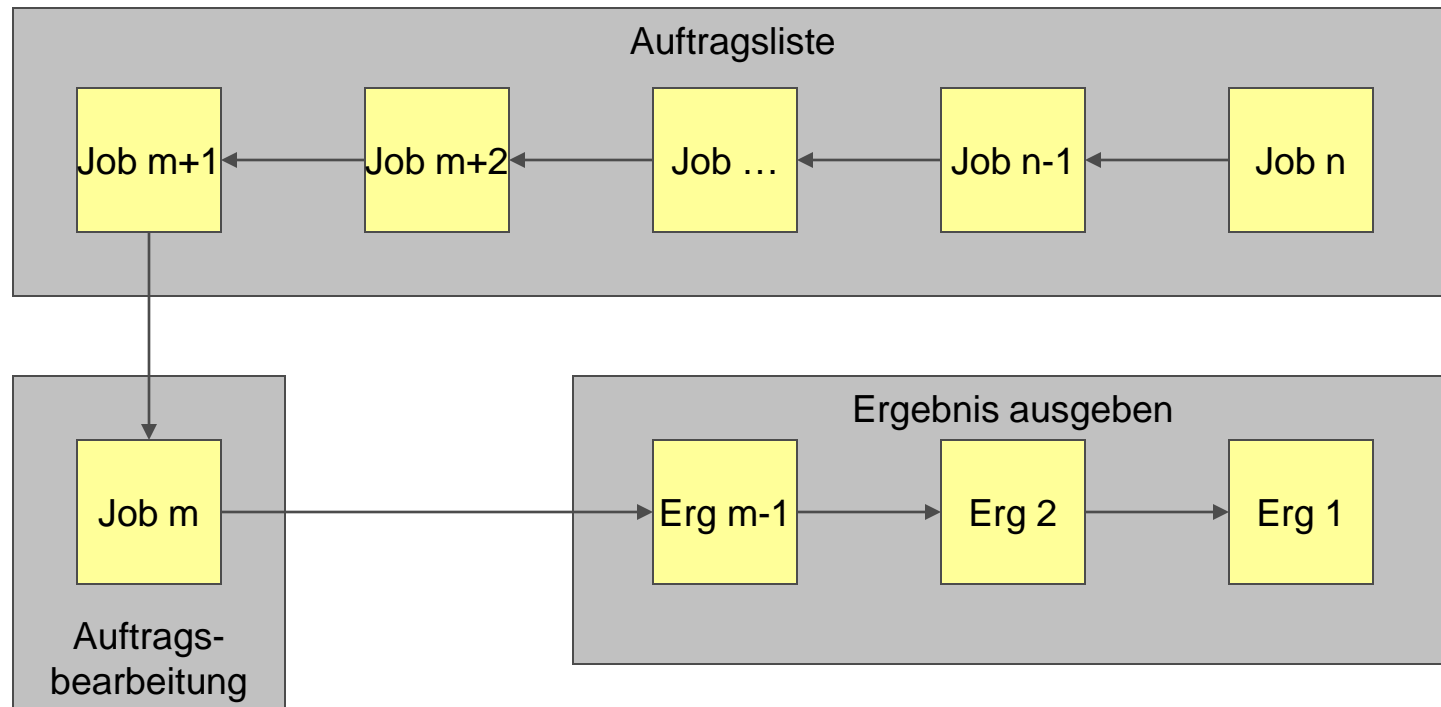 Auftragsliste
Job m+1
Job m+2
Job …
Job n-1
Job n
Ergebnis ausgeben
Job m
Erg m-1
Erg 2
Erg 1
Auftrags-
bearbeitung